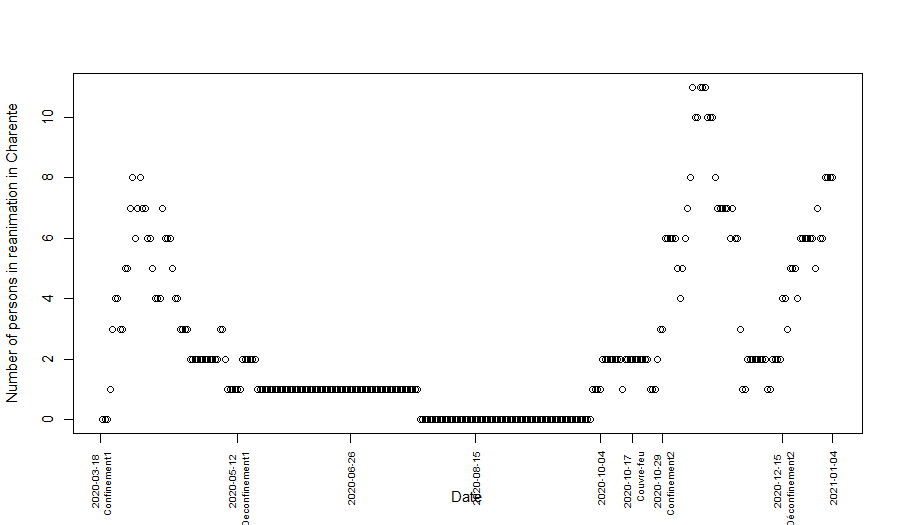 Number of persons in reanimation in Charente
10
8
6
4
2
0
2020-03-18
Confinement1
2020-05-12
Déconfinement1
2020-06-26
2020-08-15
2020-10-04
2020-10-17
Couvre-feu
2020-10-29
Confinement2
2020-12-15
Déconfinement2
2021-01-04
Date